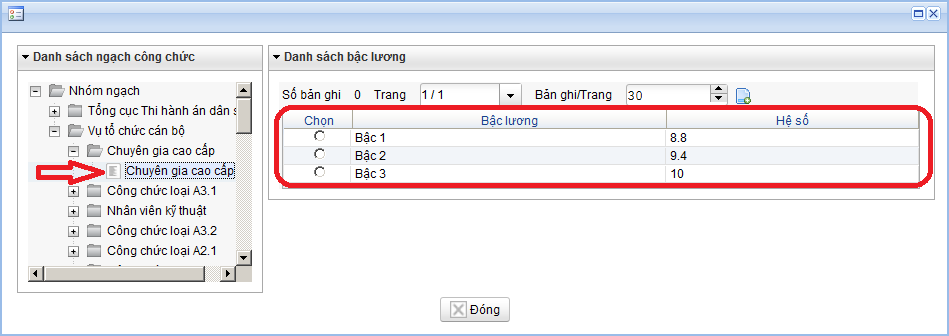 Danh sách ngạch công chức
Nhóm ngạch
Tổng cục Thi hành án dân s
Vụ tổ chức cán bộ
Chuyên gia cao cấp
Chuyên gia cao cấp
Công chức loại A3.1
Nhân viên kỹ thuật
Công chức loại A3.2
Công chức loại A2.1
Danh sách bậc lương
Số bản ghi 0 Trang 1 / 1 Bản ghi/Trang 30
Chọn Bậc lương Hệ số
Bậc 1 8.8
Bậc 2 9.4
Bậc 3 10
Đóng